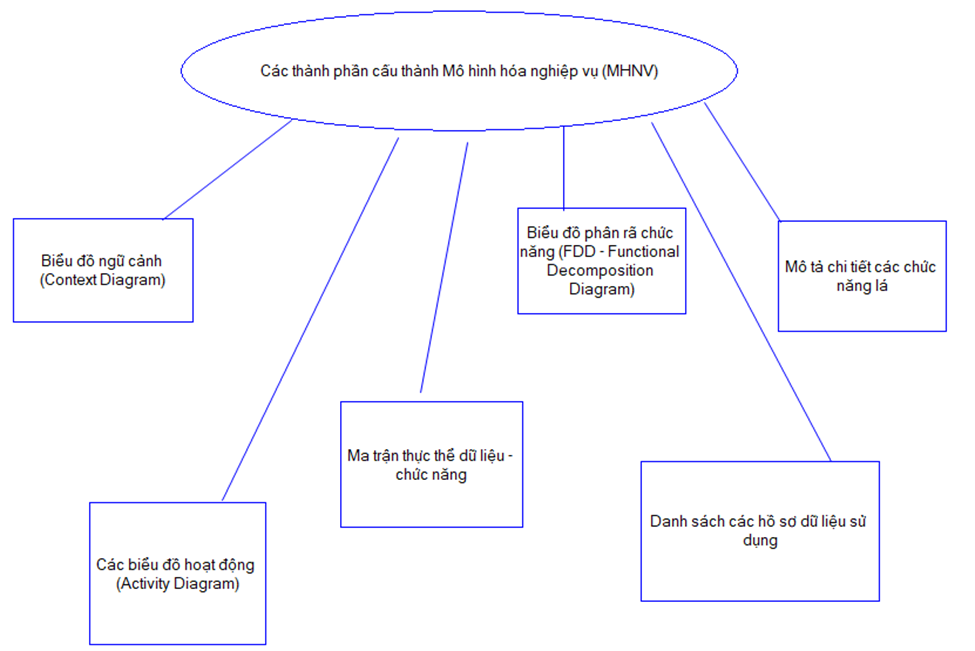 Các thành phần cấu thành Mô hình hóa nghiệp vụ (MHNV)
Biểu đồ ngữ cảnh
(Context Diagram)
Biểu đồ phân rã chức
năng (FDD - Functional
Decomposition
Diagram)
Mô tả chi tiết các chức
năng lá
Ma trận thực thể dữ liệu -
chức năng
Danh sách các hồ sơ dữ liệu sử
dụng
Các biểu đồ hoạt động
(Activity Diagram)